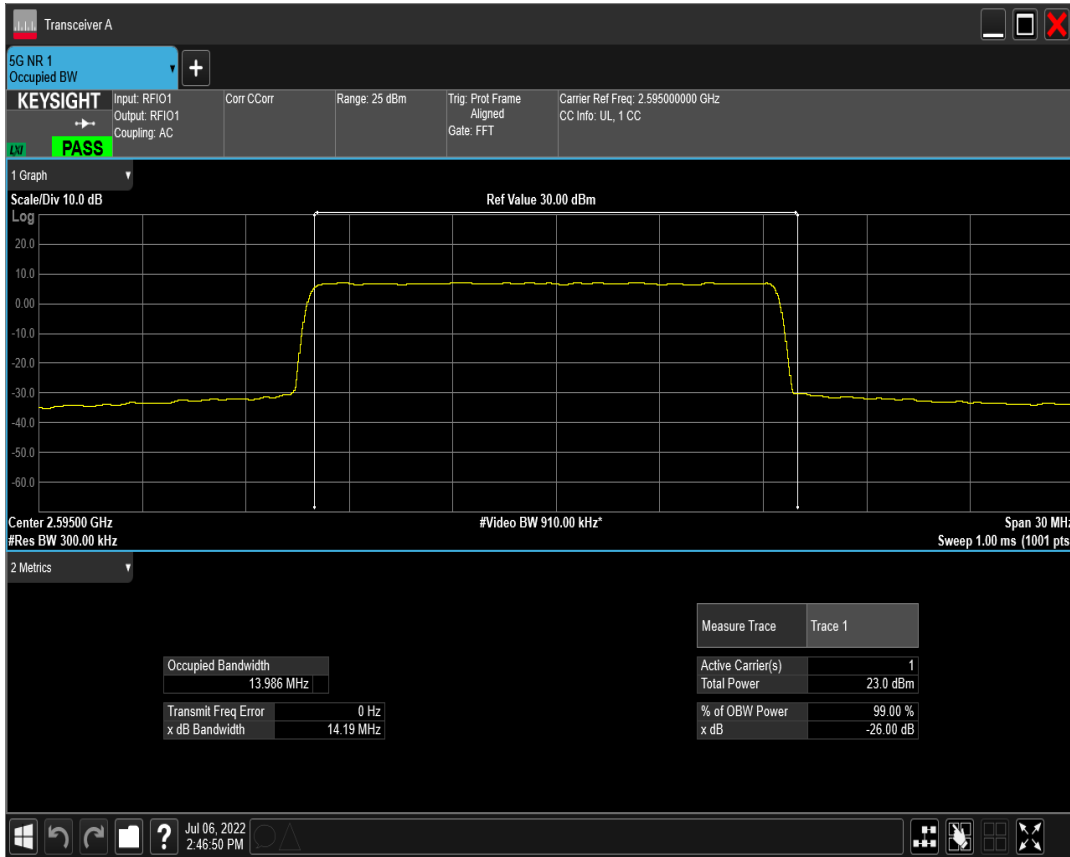 Transceiver A
5G NR 1
Occupied BW
KEYSIGHT
LXI
PASS
Input: RFIO1
Output: RFIO1
Coupling: AC
Corr CCorr
Range: 25 dBm
Trig: Prot Frame
Aligned
Gate: FFT
Carrier Ref Freq: 2.595000000 GHz
CC Info: UL, 1 CC
1 Graph
Scale/Div 10.0 dB
Ref Value 30.00 dBm
Log
20.0
10.0
0.00
-10.0
-20.0
-30.0
-40.0
-50.0
-60.0
Center 2.59500 GHz
#Video BW 910.00 kHz*
Span 30 MHz
#Res BW 300.00 kHz
Sweep 1.00 ms (1001 pts
2 Metrics
Measure Trace Trace 1
Occupied Bandwidth
13.986 MHz
Active Carrier(s) 1
Total Power 23.0 dBm
Transmit Freq Error 0 Hz
x dB Bandwidth 14.19 MHz
% of OBW Power 99.00 %
x dB -26.00 dB
?
Jul 06, 2022
2:46:50 PM